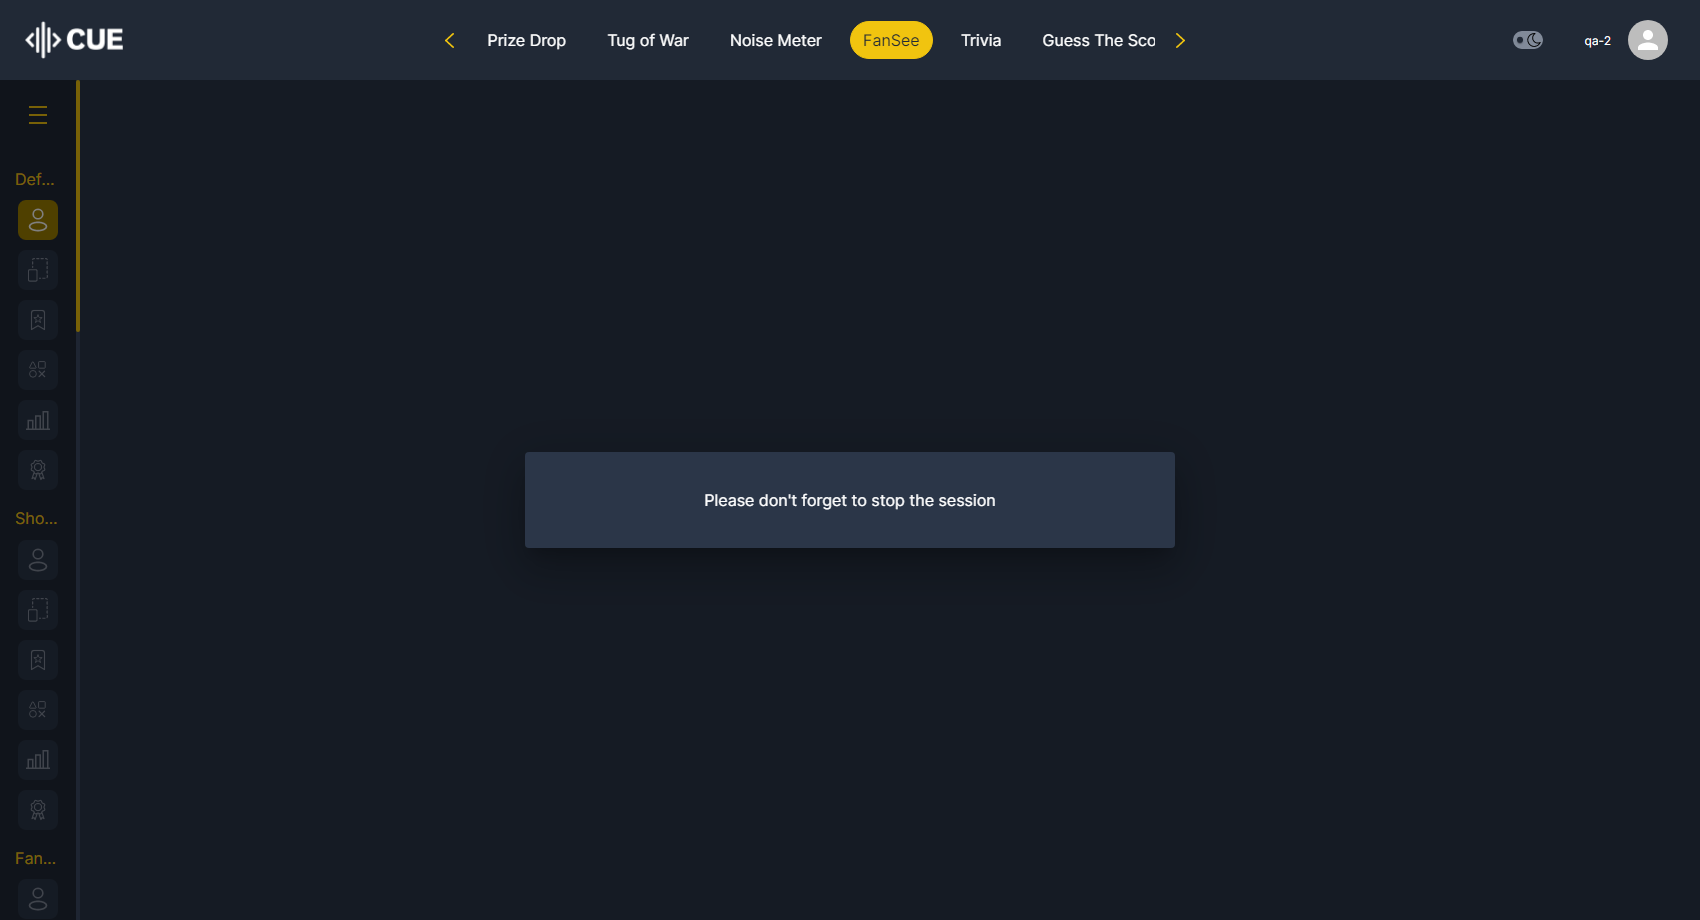 CUE
Prize Drop
Tug of War
Noise Meter
FanSee
Trivia
Guess The Sco
qa-2
Def...
Sho...
Fan...
Please don't forget to stop the session